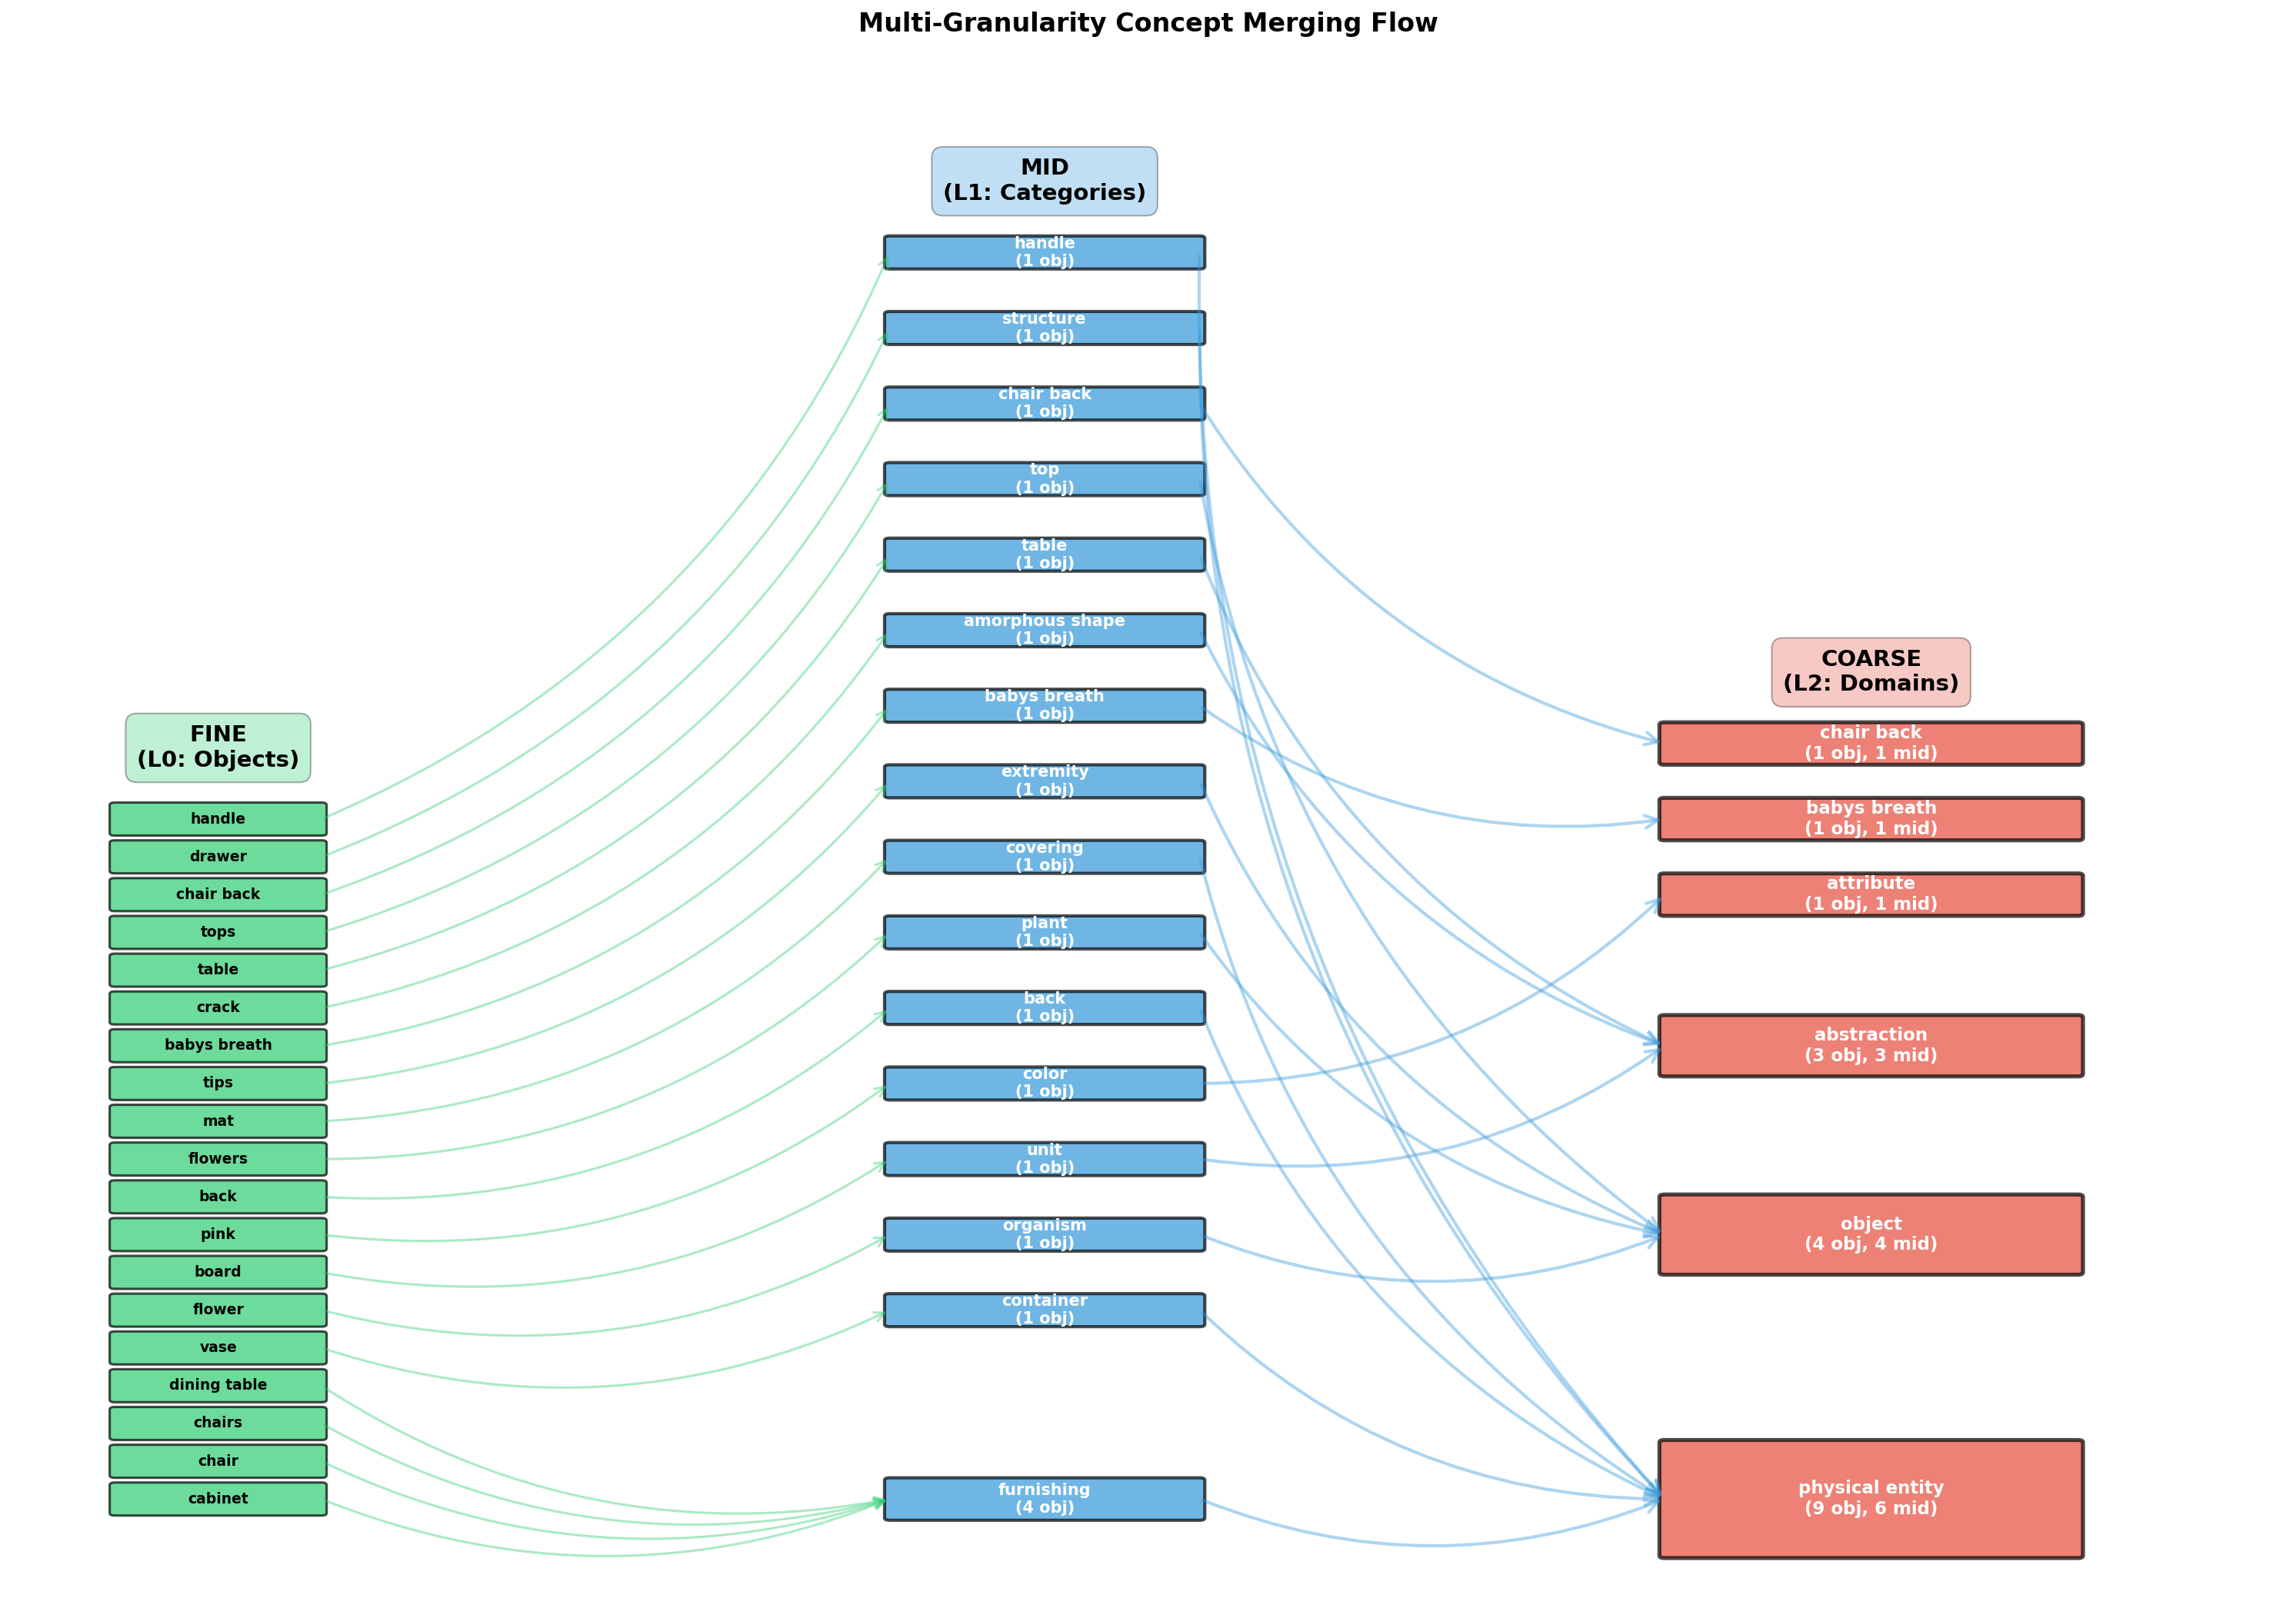 Multi-Granularity Concept Merging Flow
FINE
(L0: Objects)
handle
drawer
chair back
tops
table
crack
babys breath
tips
mat
flowers
back
pink
board
flower
vase
dining table
chairs
chair
cabinet
MID
(L1: Categories)
handle
(1 obj)
structure
(1 obj)
chair back
(1 obj)
top
(1 obj)
table
(1 obj)
amorphous shape
(1 obj)
babys breath
(1 obj)
extremity
(1 obj)
covering
(1 obj)
plant
(1 obj)
back
(1 obj)
color
(1 obj)
unit
(1 obj)
organism
(1 obj)
container
(1 obj)
furnishing
(4 obj)
COARSE
(L2: Domains)
chair back
(1 obj, 1 mid)
babys breath
(1 obj, 1 mid)
attribute
(1 obj, 1 mid)
abstraction
(3 obj, 3 mid)
object
(4 obj, 4 mid)
physical entity
(9 obj, 6 mid)